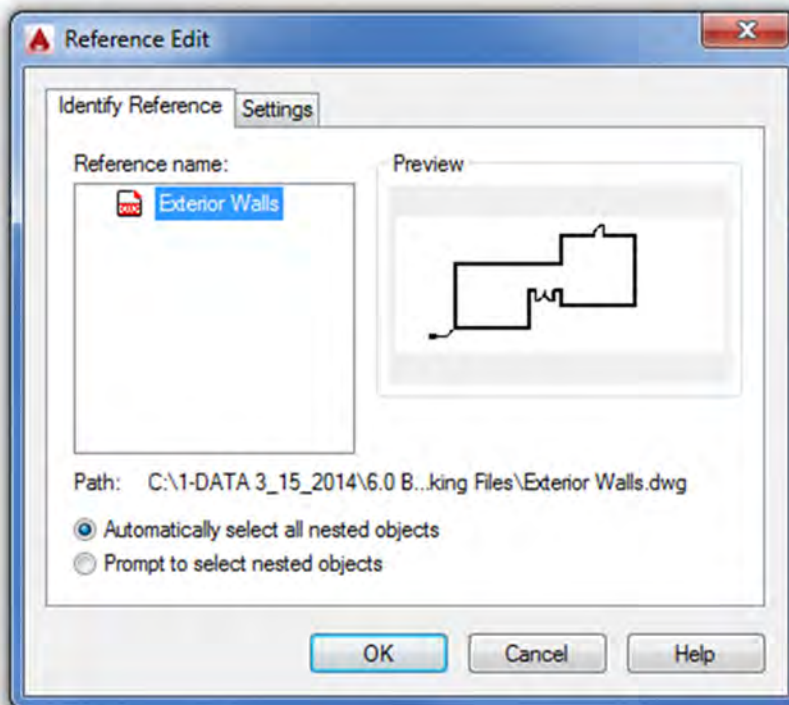 Reference Edit
Identify Reference
Settings
Reference name:
Preview
Exterior Walls
Path: C:\1-DATA 3_15_2014\6.0 B...king Files\Exterior Walls.dwg
Automatically select all nested objects
Prompt to select nested objects
OK
Cancel
Help